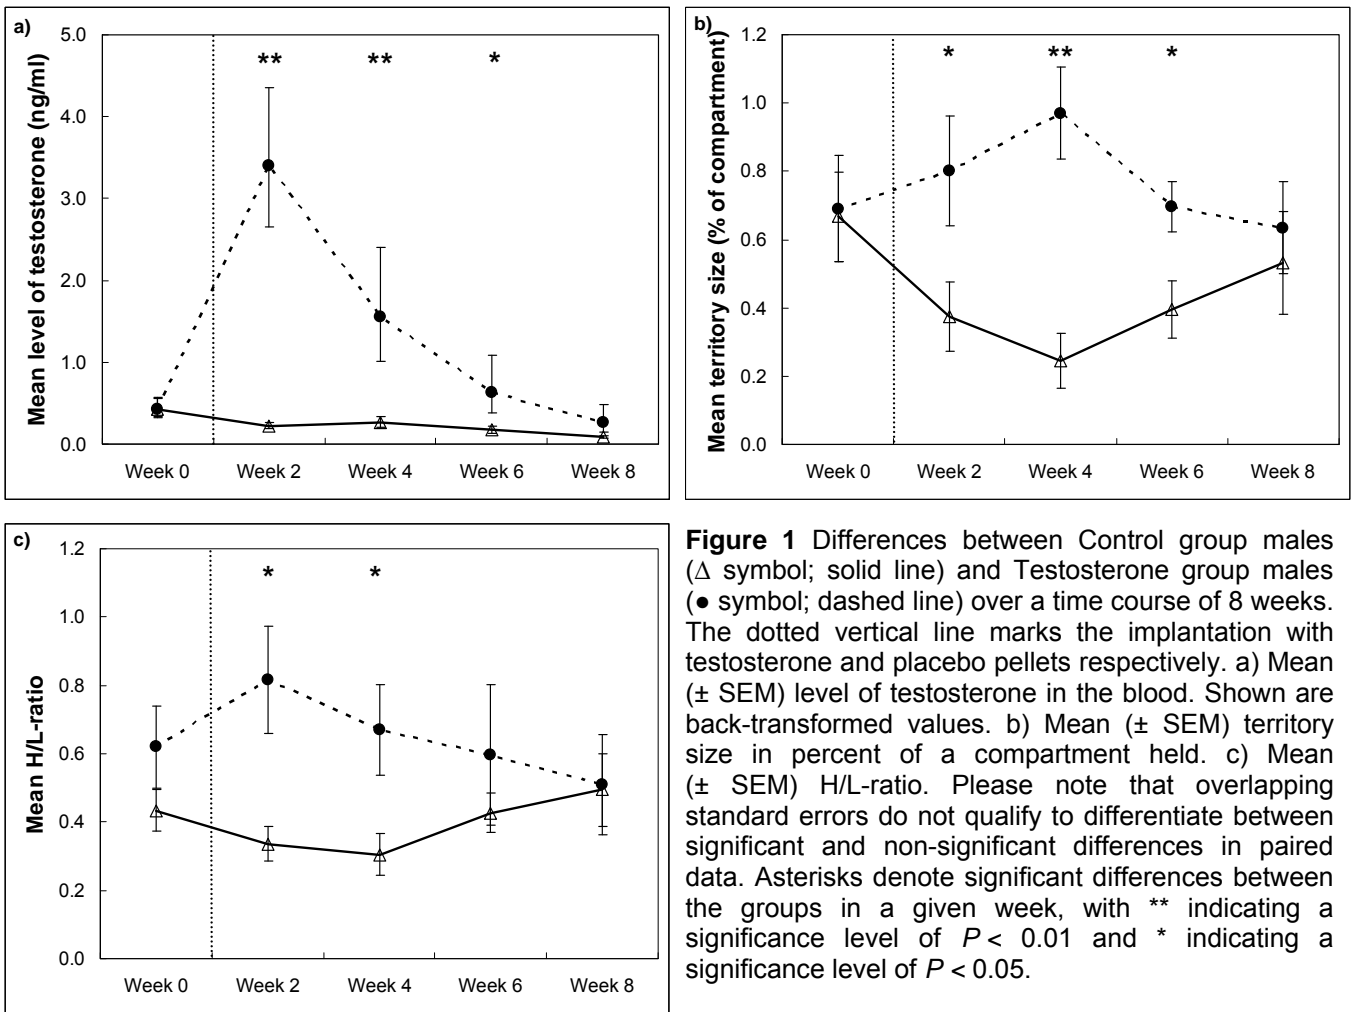 a)
5.0
4.0
3.0
2.0
1.0
0.0
Mean level of testosterone (ng/ml)
** ** *
Week 0 Week 2 Week 4 Week 6 Week 8
b)
1.2
1.0
0.8
0.6
0.4
0.2
0.0
Mean territory size (% of compartment)
* ** *
Week 0 Week 2 Week 4 Week 6 Week 8
c)
1.2
1.0
0.8
0.6
0.4
0.2
0.0
Mean H/L-ratio
* *
Week 0 Week 2 Week 4 Week 6 Week 8
Figure 1 Differences between Control group males
(Δ symbol; solid line) and Testosterone group males
(● symbol; dashed line) over a time course of 8 weeks.
The dotted vertical line marks the implantation with
testosterone and placebo pellets respectively. a) Mean
(± SEM) level of testosterone in the blood. Shown are
back-transformed values. b) Mean (± SEM) territory
size in percent of a compartment held. c) Mean
(± SEM) H/L-ratio. Please note that overlapping
standard errors do not qualify to differentiate between
significant and non-significant differences in paired
data. Asterisks denote significant differences between
the groups in a given week, with ** indicating a
significance level of P < 0.01 and * indicating a
significance level of P < 0.05.